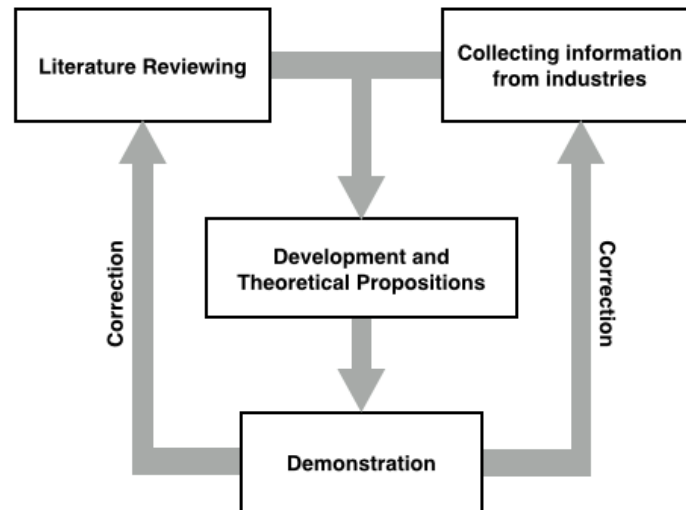 Literature Reviewing
Collecting information
from industries
Development and
Theoretical Propositions
Correction
Correction
Demonstration